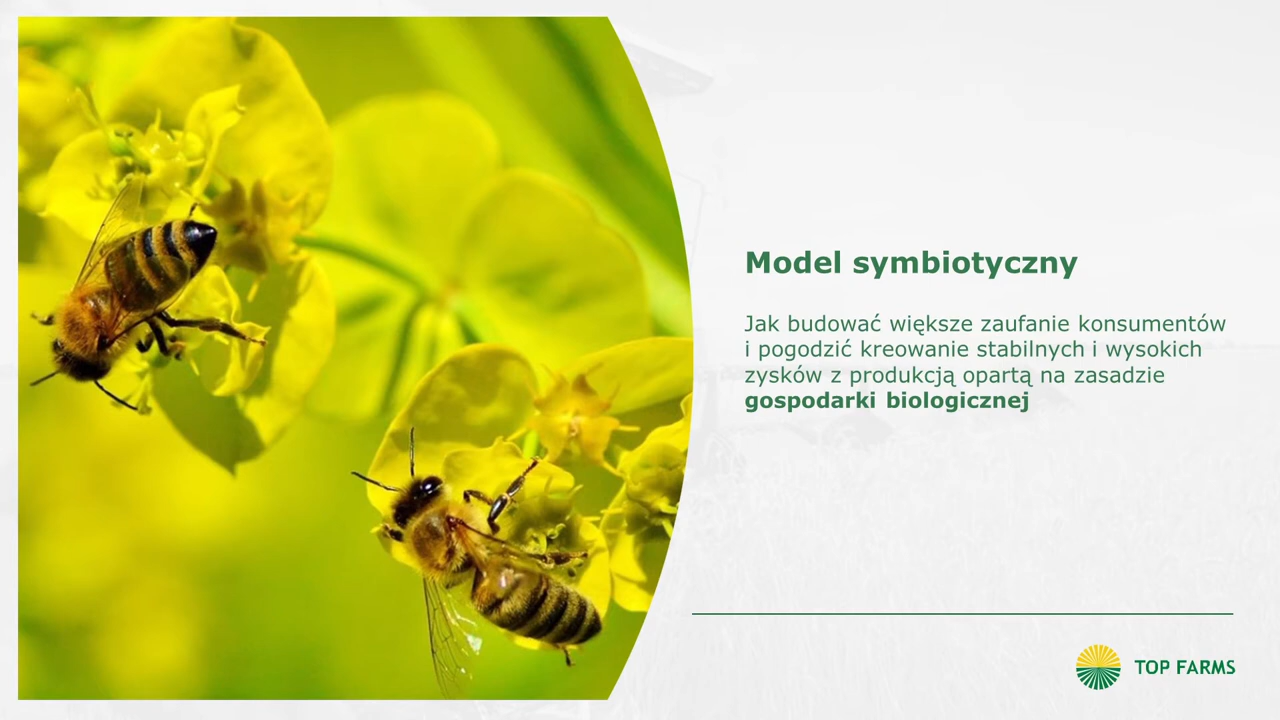 Model symbiotyczny
Jak budować większe zaufanie konsumentów
i pogodzić kreowanie stabilnych i wysokich
zysków z produkcją opartą na zasadzie
gospodarki biologicznej
TOP FARMS